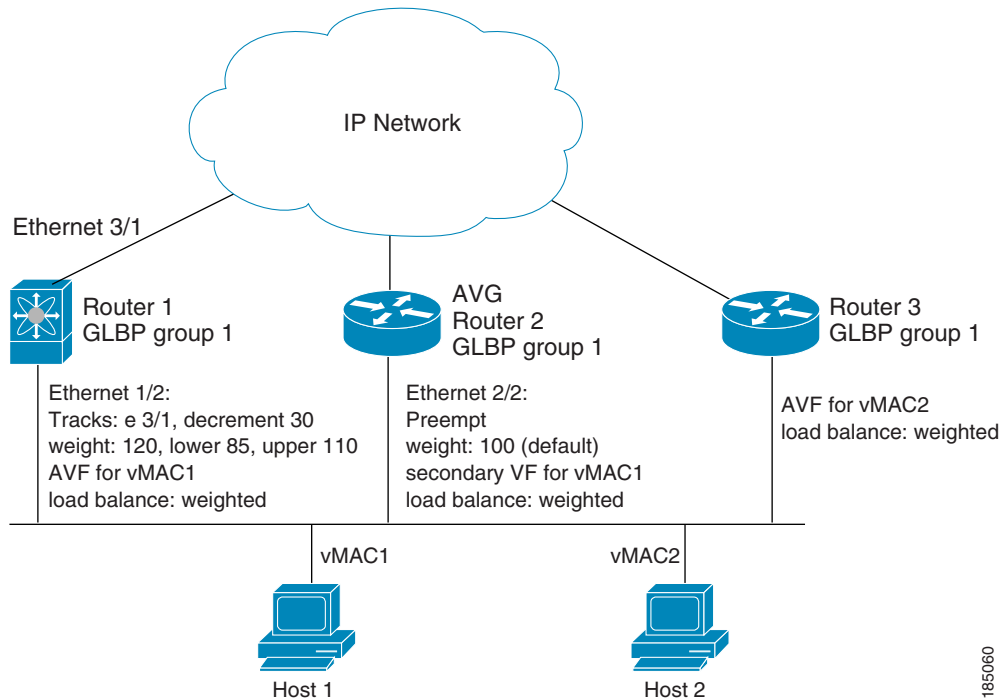 IP Network
Ethernet 3/1
Router 1
GLBP group 1
AVG
Router 2
GLBP group 1
Router 3
GLBP group 1
Ethernet 1/2:
Tracks: e 3/1, decrement 30
weight: 120, lower 85, upper 110
AVF for vMAC1
load balance: weighted
Ethernet 2/2:
Preempt
weight: 100 (default)
secondary VF for vMAC1
load balance: weighted
AVF for vMAC2
load balance: weighted
vMAC1
vMAC2
Host 1
Host 2
185060